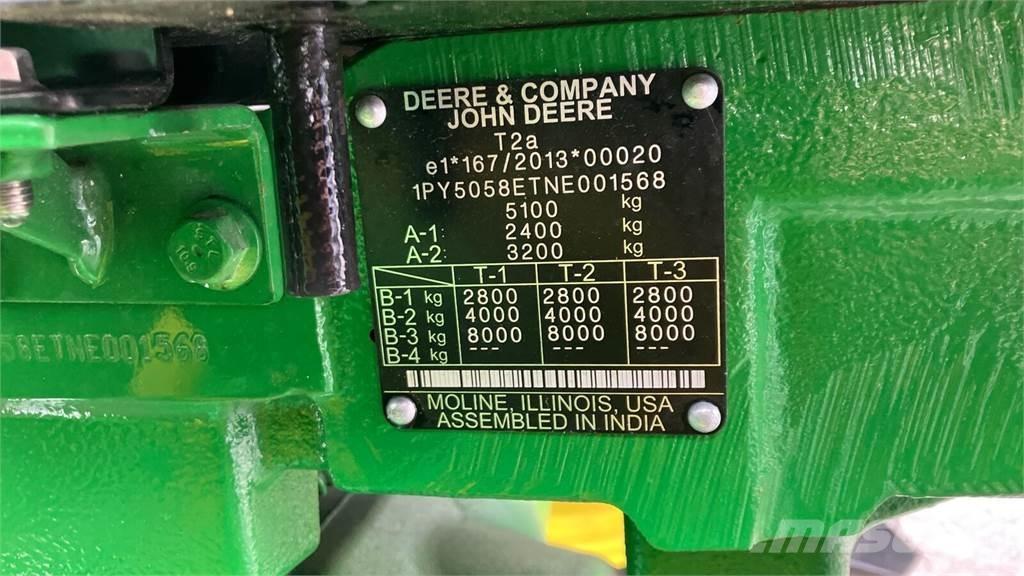 DEERE & COMPANY
JOHN DEERE
T2a
e1*167/2013*00020
1PY5058ETNE001568
5100 kg
A-1: 2400 kg
A-2: 3200 kg
T-1 T-2 T-3
B-1 kg 2800 2800 2800
B-2 kg 4000 4000 4000
B-3 kg 8000 8000 8000
B-4 kg --- --- ---
MOLINE, ILLINOIS, USA
ASSEMBLED IN INDIA
58ETNE001568